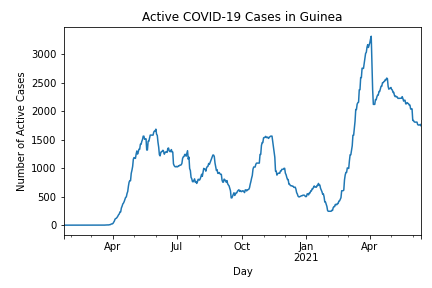 Active COVID-19 Cases in Guinea
Number of Active Cases
3000
2500
2000
1500
1000
500
0
Apr
Jul
Oct
Jan
2021
Apr
Day